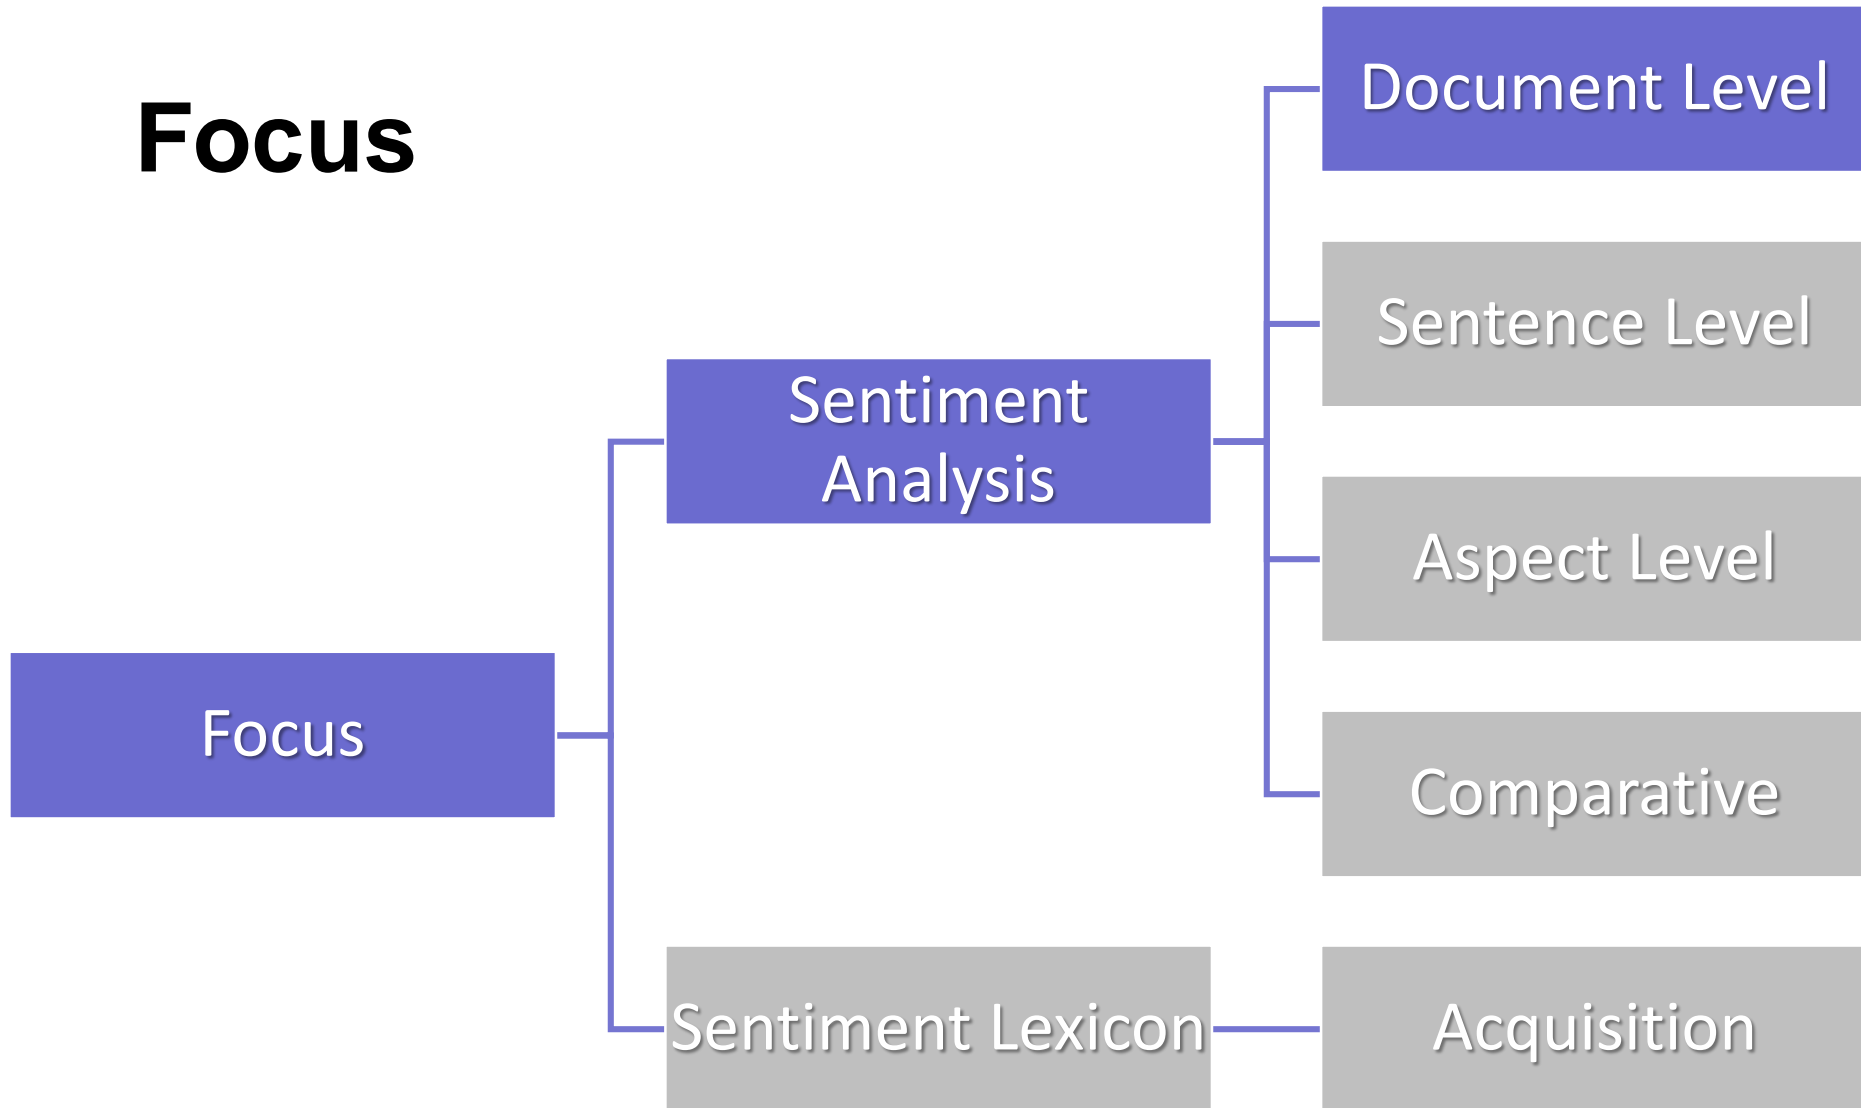 Focus
Focus
Sentiment
Analysis
Sentiment Lexicon
Document Level
Sentence Level
Aspect Level
Comparative
Acquisition